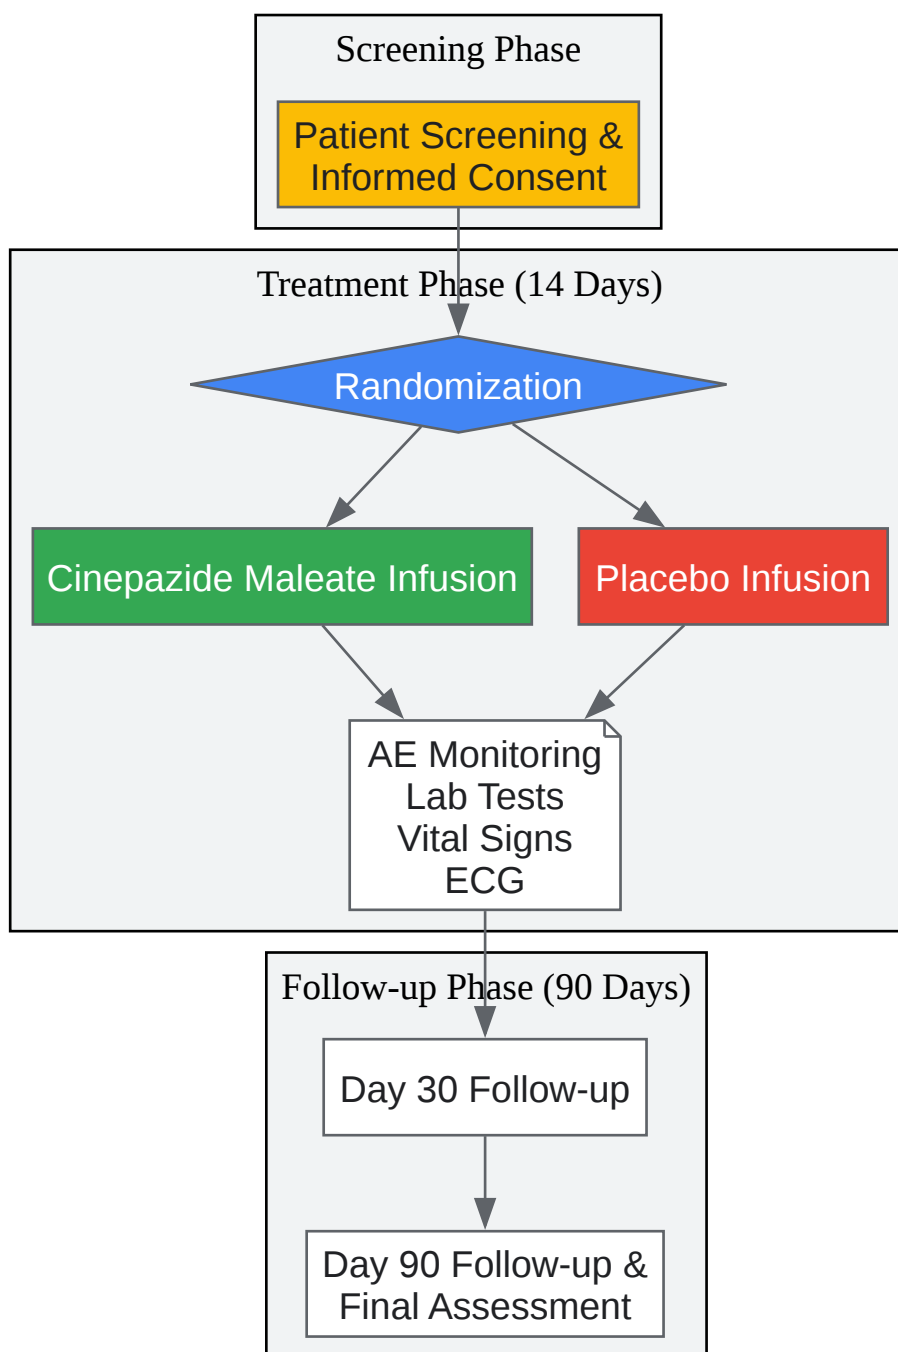 Screening Phase
Patient Screening &
Informed Consent
Treatment Phase (14 Days)
Randomization
Cinepazide Maleate Infusion
Placebo Infusion
AE Monitoring
Lab Tests
Vital Signs
ECG
Follow-up Phase (90 Days)
Day 30 Follow-up
Day 90 Follow-up &
Final Assessment